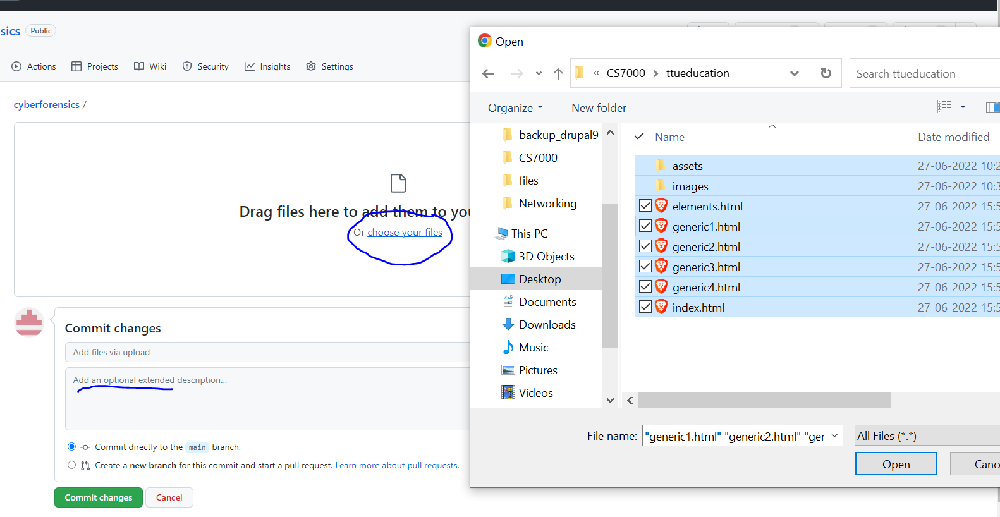 sics Public
Actions Projects Wiki Security Insights Settings
cyberforensics /
Drag files here to add them to you
Or choose your files
Commit changes
Add files via upload
Add an optional extended description...
Commit directly to the main branch.
Create a new branch for this commit and start a pull request. Learn more about pull requests.
Commit changes Cancel
Open
« CS7000 › ttueducation
Search ttueducation
Organize New folder
backup_drupal9
CS7000
files
Networking
This PC
3D Objects
Desktop
Documents
Downloads
Music
Pictures
Videos
Name Date modified
assets 27-06-2022 10:2
images 27-06-2022 10:3
elements.html 27-06-2022 15:5
generic1.html 27-06-2022 15:5
generic2.html 27-06-2022 15:5
generic3.html 27-06-2022 15:5
generic4.html 27-06-2022 15:5
index.html 27-06-2022 15:5
File name: "generic1.html" "generic2.html" "ger All Files (*.*)
Open Canc